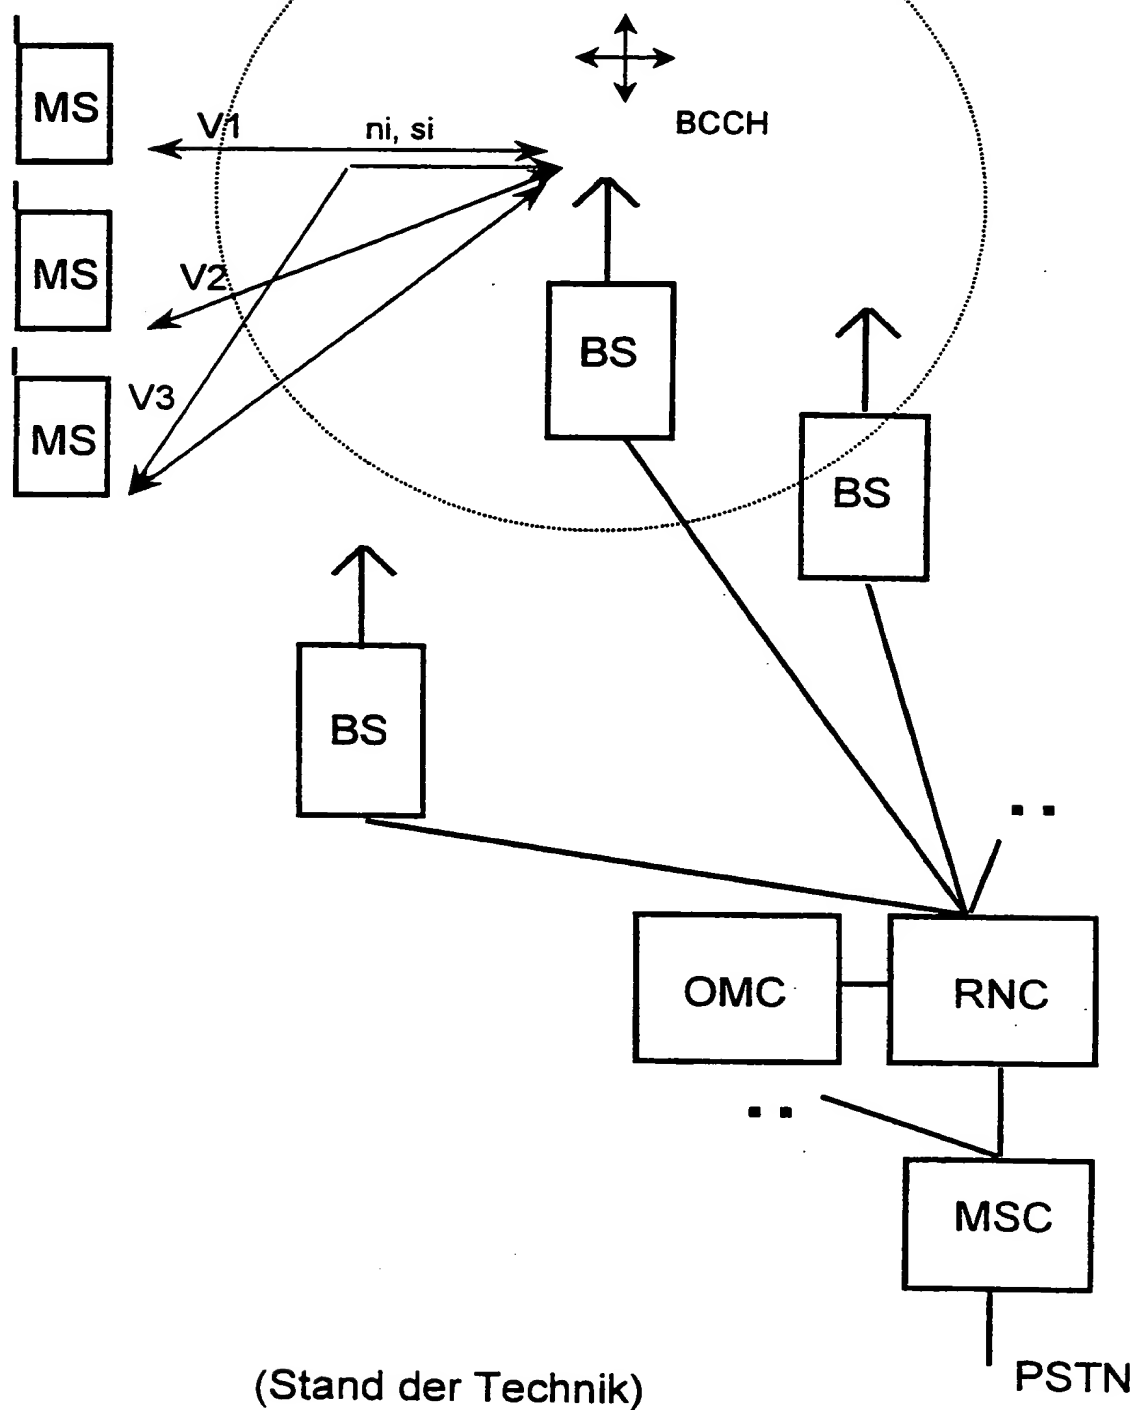 MS
BCCH
V1
ni, si
MS
V2
BS
V3
MS
BS
BS
..
OMC
RNC
..
MSC
PSTN
(Stand der Technik)